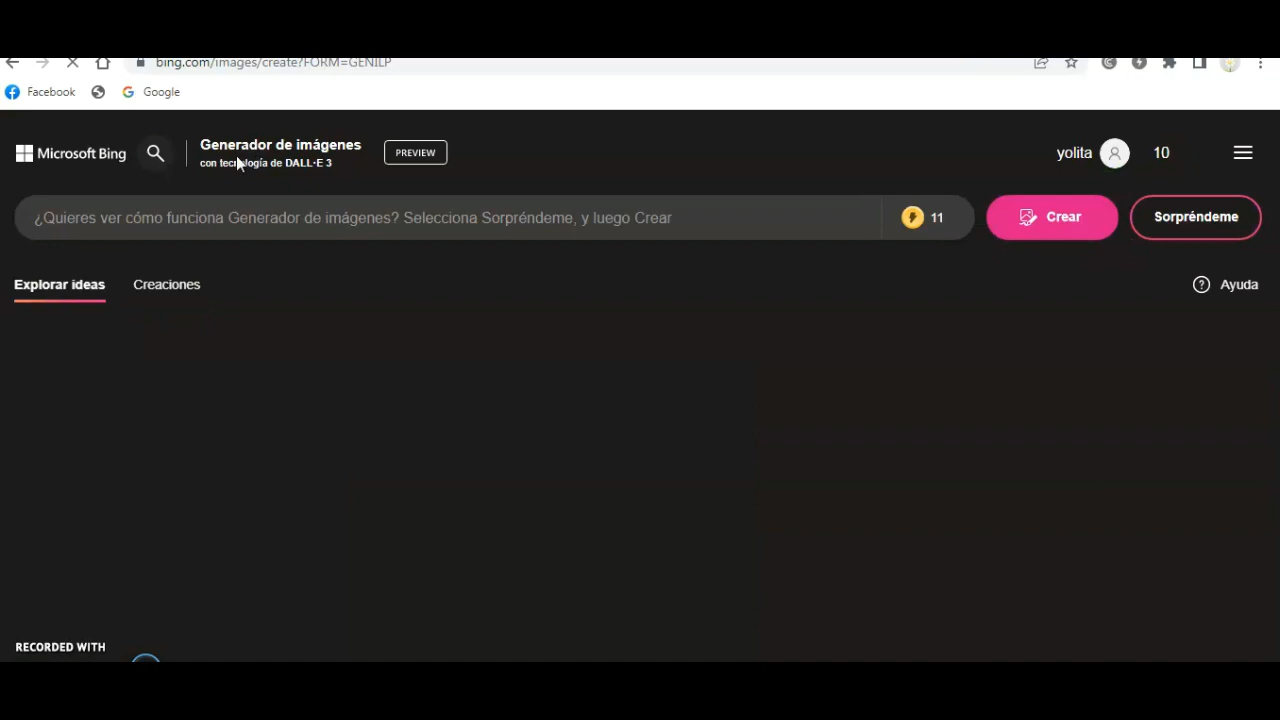 bing.com/images/create?FORM=GENILP
Facebook
Google
Microsoft Bing
Generador de imágenes
con tecnología de DALL·E 3
PREVIEW
yolita
10
¿Quieres ver cómo funciona Generador de imágenes? Selecciona Sorpréndeme, y luego Crear
11
Crear
Sorpréndeme
Explorar ideas
Creaciones
Ayuda
RECORDED WITH